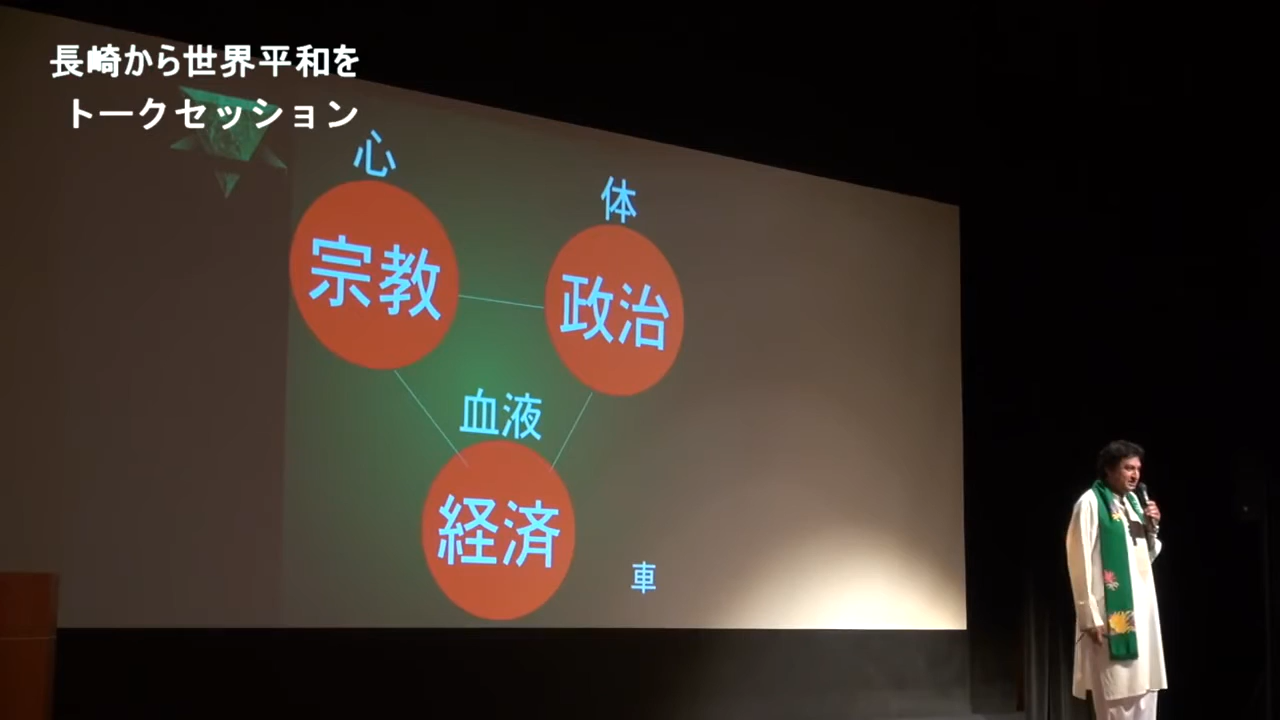 長崎から世界平和を
トークセッション
心
体
宗教
政治
血液
経済
車